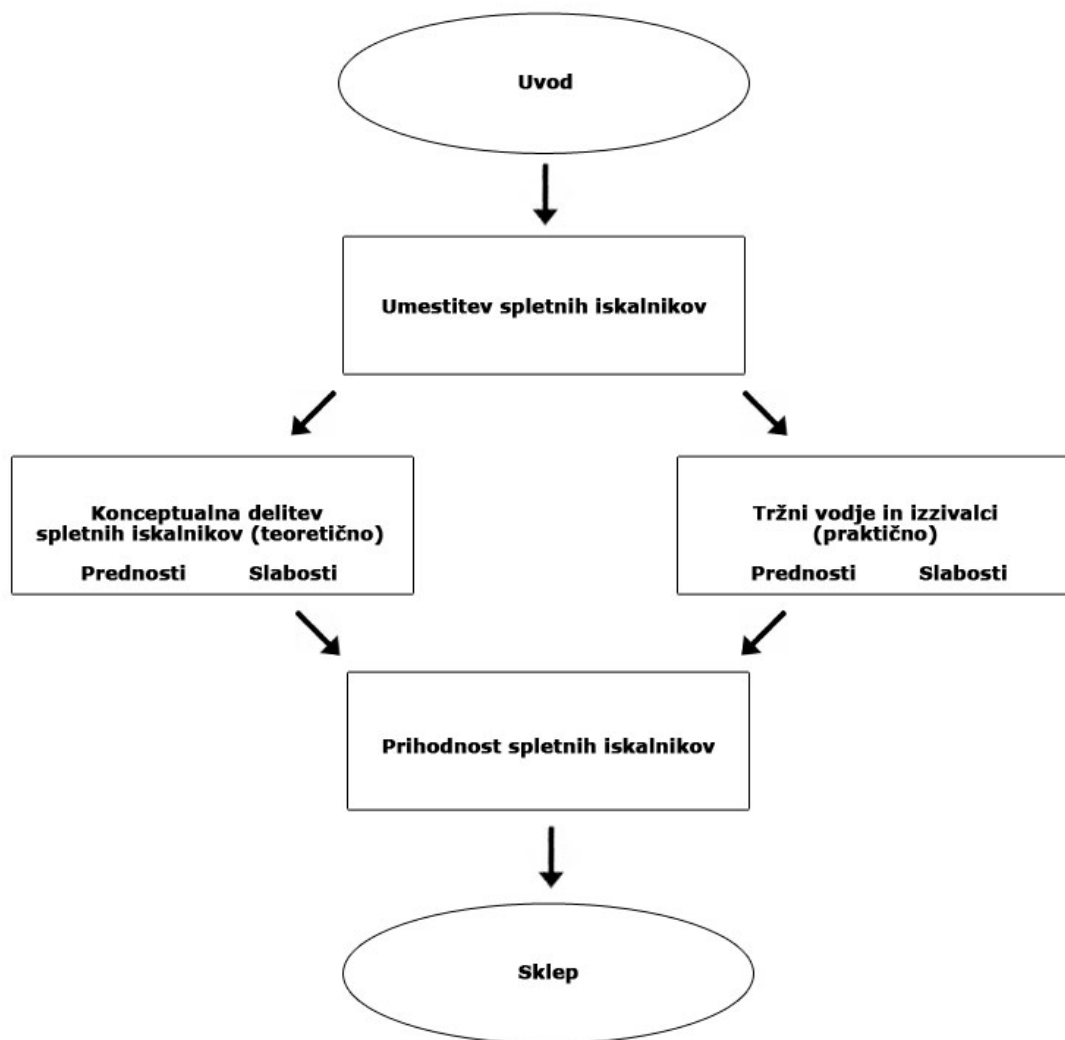 Uvod
Umestitev spletnih iskalnikov
Konceptualna delitev
spletnih iskalnikov (teoretično)
Prednosti Slabosti
Tržni vodje in izzivalci
(praktično)
Prednosti Slabosti
Prihodnost spletnih iskalnikov
Sklep